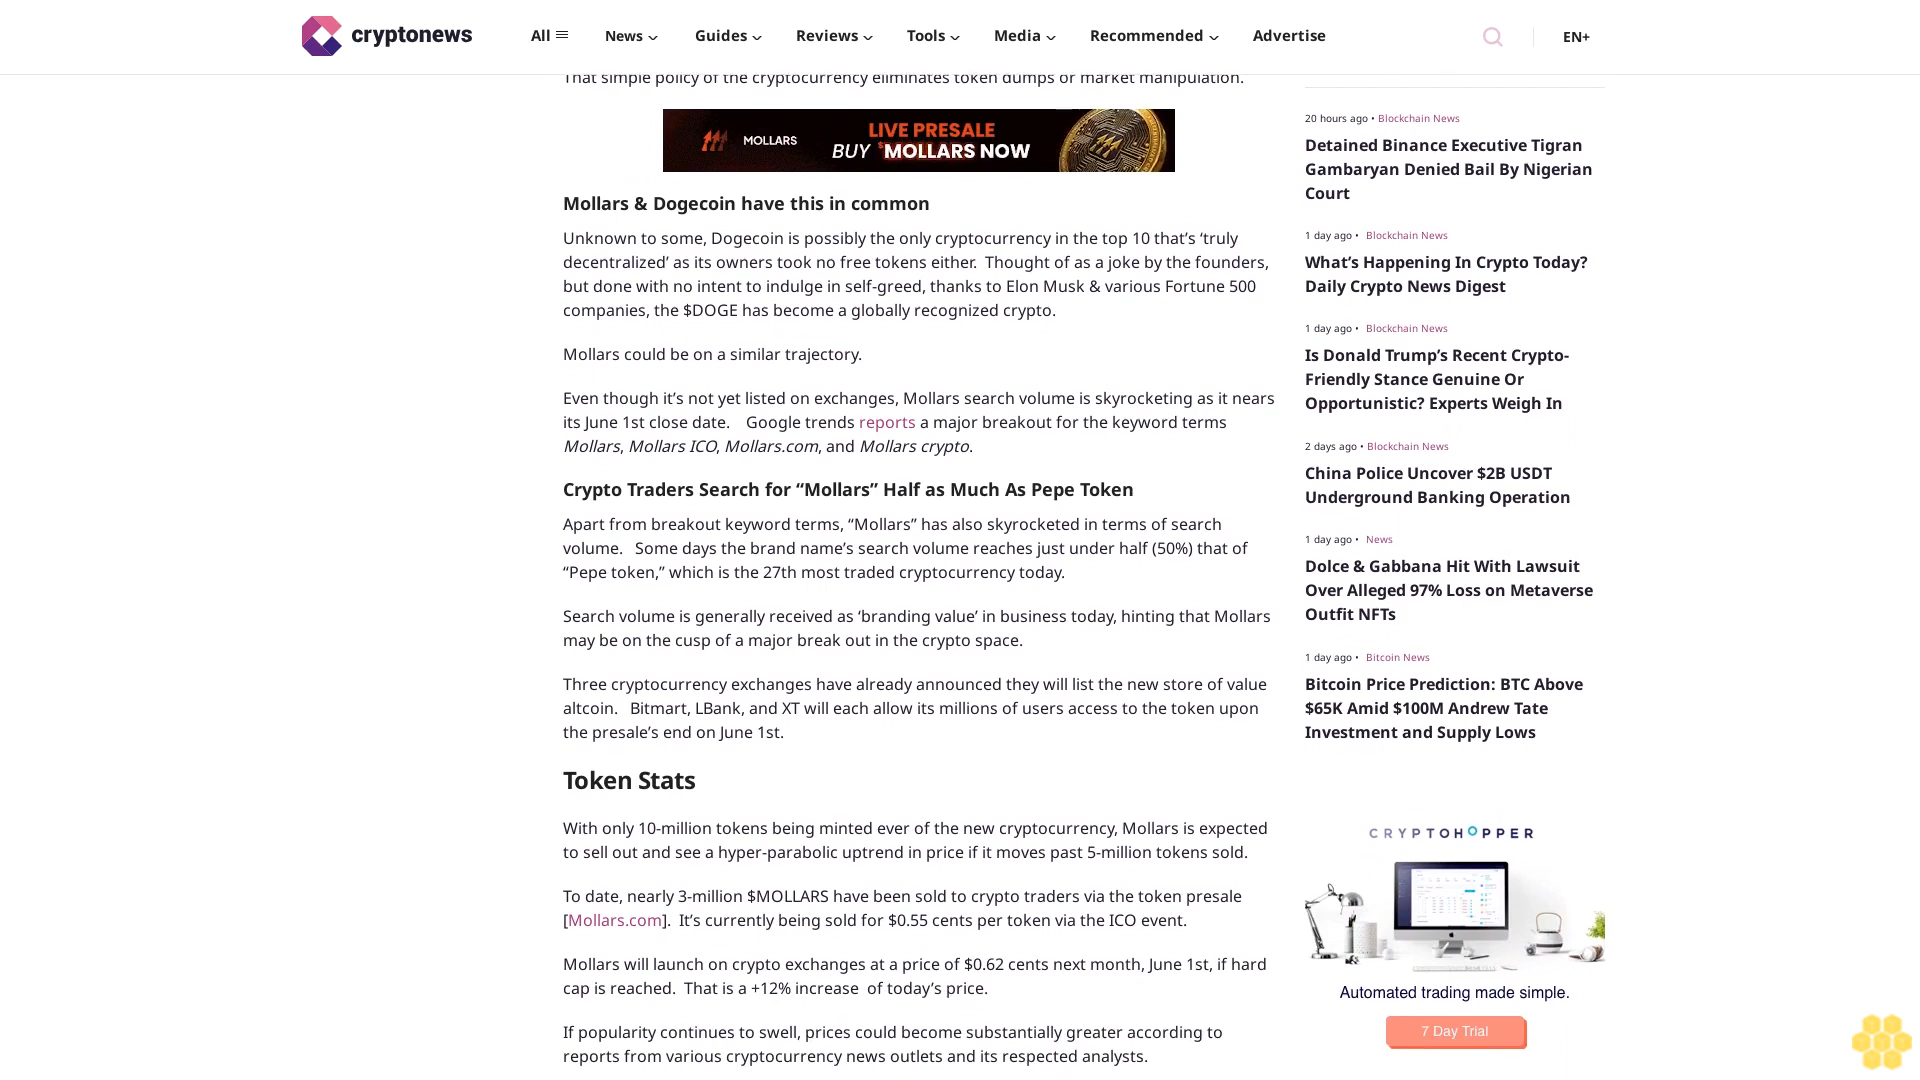 cryptonews
All
News
Guides
Reviews
Tools
Media
Recommended
Advertise
EN+
That simple policy of the cryptocurrency eliminates token dumps or market manipulation.
MOLLARS
LIVE PRESALE
BUY $MOLLARS NOW
Mollars & Dogecoin have this in common
Unknown to some, Dogecoin is possibly the only cryptocurrency in the top 10 that’s ‘truly
decentralized’ as its owners took no free tokens either.  Thought of as a joke by the founders,
but done with no intent to indulge in self-greed, thanks to Elon Musk & various Fortune 500
companies, the $DOGE has become a globally recognized crypto.
Mollars could be on a similar trajectory.
Even though it’s not yet listed on exchanges, Mollars search volume is skyrocketing as it nears
its June 1st close date.    Google trends reports a major breakout for the keyword terms
Mollars, Mollars ICO, Mollars.com, and Mollars crypto.
Crypto Traders Search for “Mollars” Half as Much As Pepe Token
Apart from breakout keyword terms, “Mollars” has also skyrocketed in terms of search
volume.   Some days the brand name’s search volume reaches just under half (50%) that of
“Pepe token,” which is the 27th most traded cryptocurrency today.
Search volume is generally received as ‘branding value’ in business today, hinting that Mollars
may be on the cusp of a major break out in the crypto space.
Three cryptocurrency exchanges have already announced they will list the new store of value
altcoin.   Bitmart, LBank, and XT will each allow its millions of users access to the token upon
the presale’s end on June 1st.
Token Stats
With only 10-million tokens being minted ever of the new cryptocurrency, Mollars is expected
to sell out and see a hyper-parabolic uptrend in price if it moves past 5-million tokens sold.
To date, nearly 3-million $MOLLARS have been sold to crypto traders via the token presale
[Mollars.com].  It’s currently being sold for $0.55 cents per token via the ICO event.
Mollars will launch on crypto exchanges at a price of $0.62 cents next month, June 1st, if hard
cap is reached.  That is a +12% increase  of today’s price.
If popularity continues to swell, prices could become substantially greater according to
reports from various cryptocurrency news outlets and its respected analysts.
20 hours ago • Blockchain News
Detained Binance Executive Tigran
Gambaryan Denied Bail By Nigerian
Court
1 day ago • Blockchain News
What’s Happening In Crypto Today?
Daily Crypto News Digest
1 day ago • Blockchain News
Is Donald Trump’s Recent Crypto-
Friendly Stance Genuine Or
Opportunistic? Experts Weigh In
2 days ago • Blockchain News
China Police Uncover $2B USDT
Underground Banking Operation
1 day ago • News
Dolce & Gabbana Hit With Lawsuit
Over Alleged 97% Loss on Metaverse
Outfit NFTs
1 day ago • Bitcoin News
Bitcoin Price Prediction: BTC Above
$65K Amid $100M Andrew Tate
Investment and Supply Lows
CRYPTOHOPPER
Automated trading made simple.
7 Day Trial